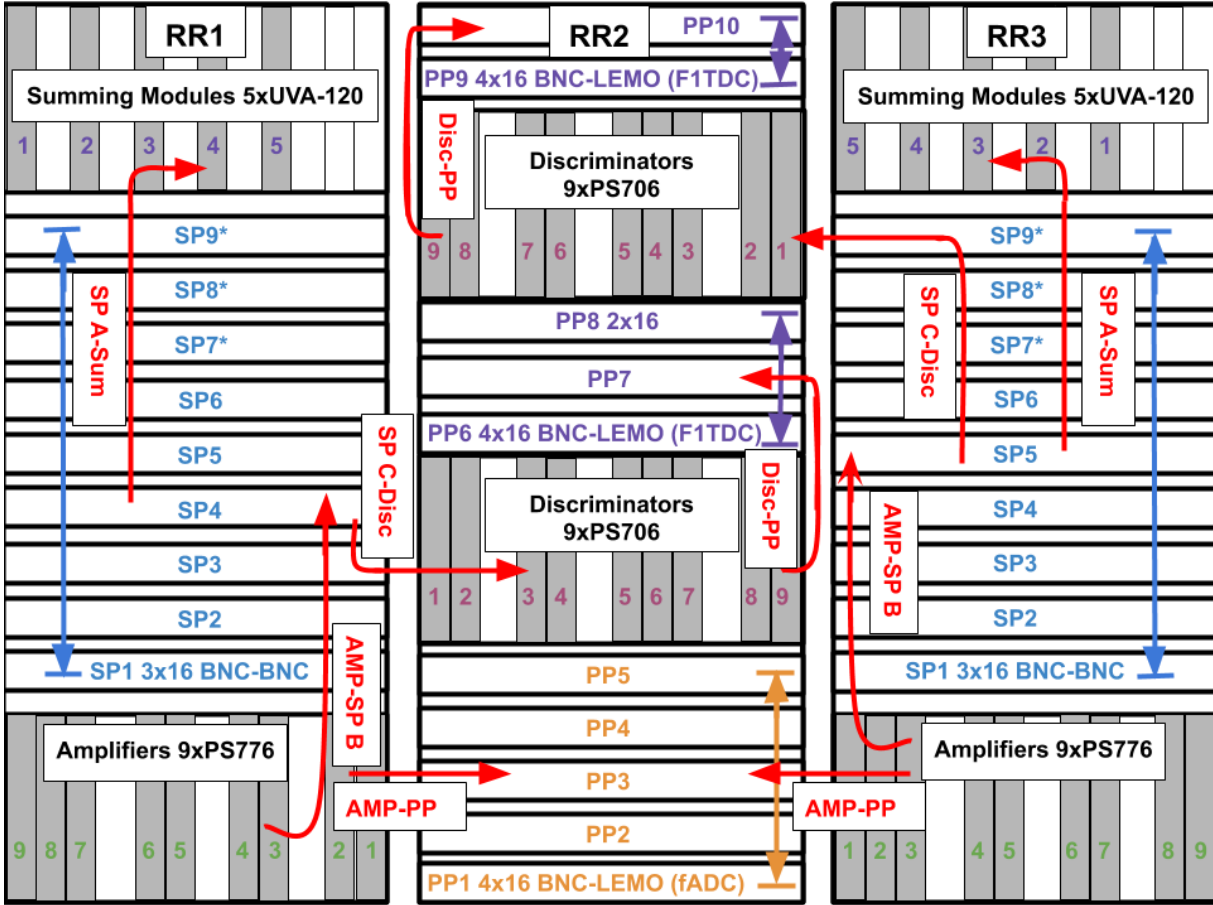 RR1
Summing Modules 5xUVA-120
1 2 3 4 5
SP9*
SP8*
SP7*
SP6
SP5
SP4
SP3
SP2
SP1 3x16 BNC-BNC
SP A-Sum
SP C-Disc
AMP-SP B
Amplifiers 9xPS776
9 8 7 6 5 4 3 2 1
AMP-PP
RR2
PP10
PP9 4x16 BNC-LEMO (F1TDC)
Disc-PP
Discriminators
9xPS706
9 8 7 6 5 4 3 2 1
PP8 2x16
PP7
PP6 4x16 BNC-LEMO (F1TDC)
Discriminators
9xPS706
Disc-PP
1 2 3 4 5 6 7 8 9
PP5
PP4
PP3
PP2
PP1 4x16 BNC-LEMO (fADC)
RR3
Summing Modules 5xUVA-120
5 4 3 2 1
SP9*
SP8*
SP7*
SP6
SP5
SP4
SP3
SP2
SP1 3x16 BNC-BNC
SP C-Disc
SP A-Sum
AMP-SP B
Amplifiers 9xPS776
AMP-PP
1 2 3 4 5 6 7 8 9